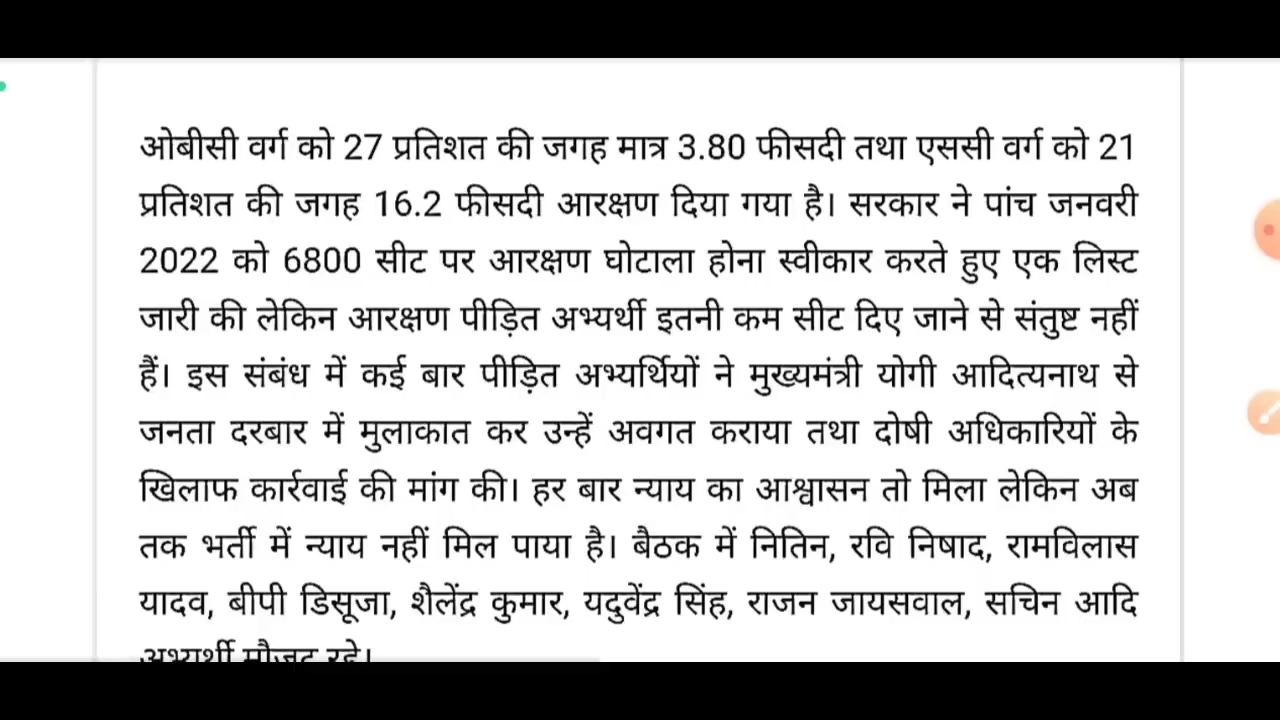 ओबीसी वर्ग को 27 प्रतिशत की जगह मात्र 3.80 फीसदी तथा एससी वर्ग को 21
प्रतिशत की जगह 16.2 फीसदी आरक्षण दिया गया है। सरकार ने पांच जनवरी
2022 को 6800 सीट पर आरक्षण घोटाला होना स्वीकार करते हुए एक लिस्ट
जारी की लेकिन आरक्षण पीड़ित अभ्यर्थी इतनी कम सीट दिए जाने से संतुष्ट नहीं
हैं। इस संबंध में कई बार पीड़ित अभ्यर्थियों ने मुख्यमंत्री योगी आदित्यनाथ से
जनता दरबार में मुलाकात कर उन्हें अवगत कराया तथा दोषी अधिकारियों के
खिलाफ कार्रवाई की मांग की। हर बार न्याय का आश्वासन तो मिला लेकिन अब
तक भर्ती में न्याय नहीं मिल पाया है। बैठक में नितिन, रवि निषाद, रामविलास
यादव, बीपी डिसूजा, शैलेंद्र कुमार, यदुवेंद्र सिंह, राजन जायसवाल, सचिन आदि
अभ्यर्थी मौजूद रहे।